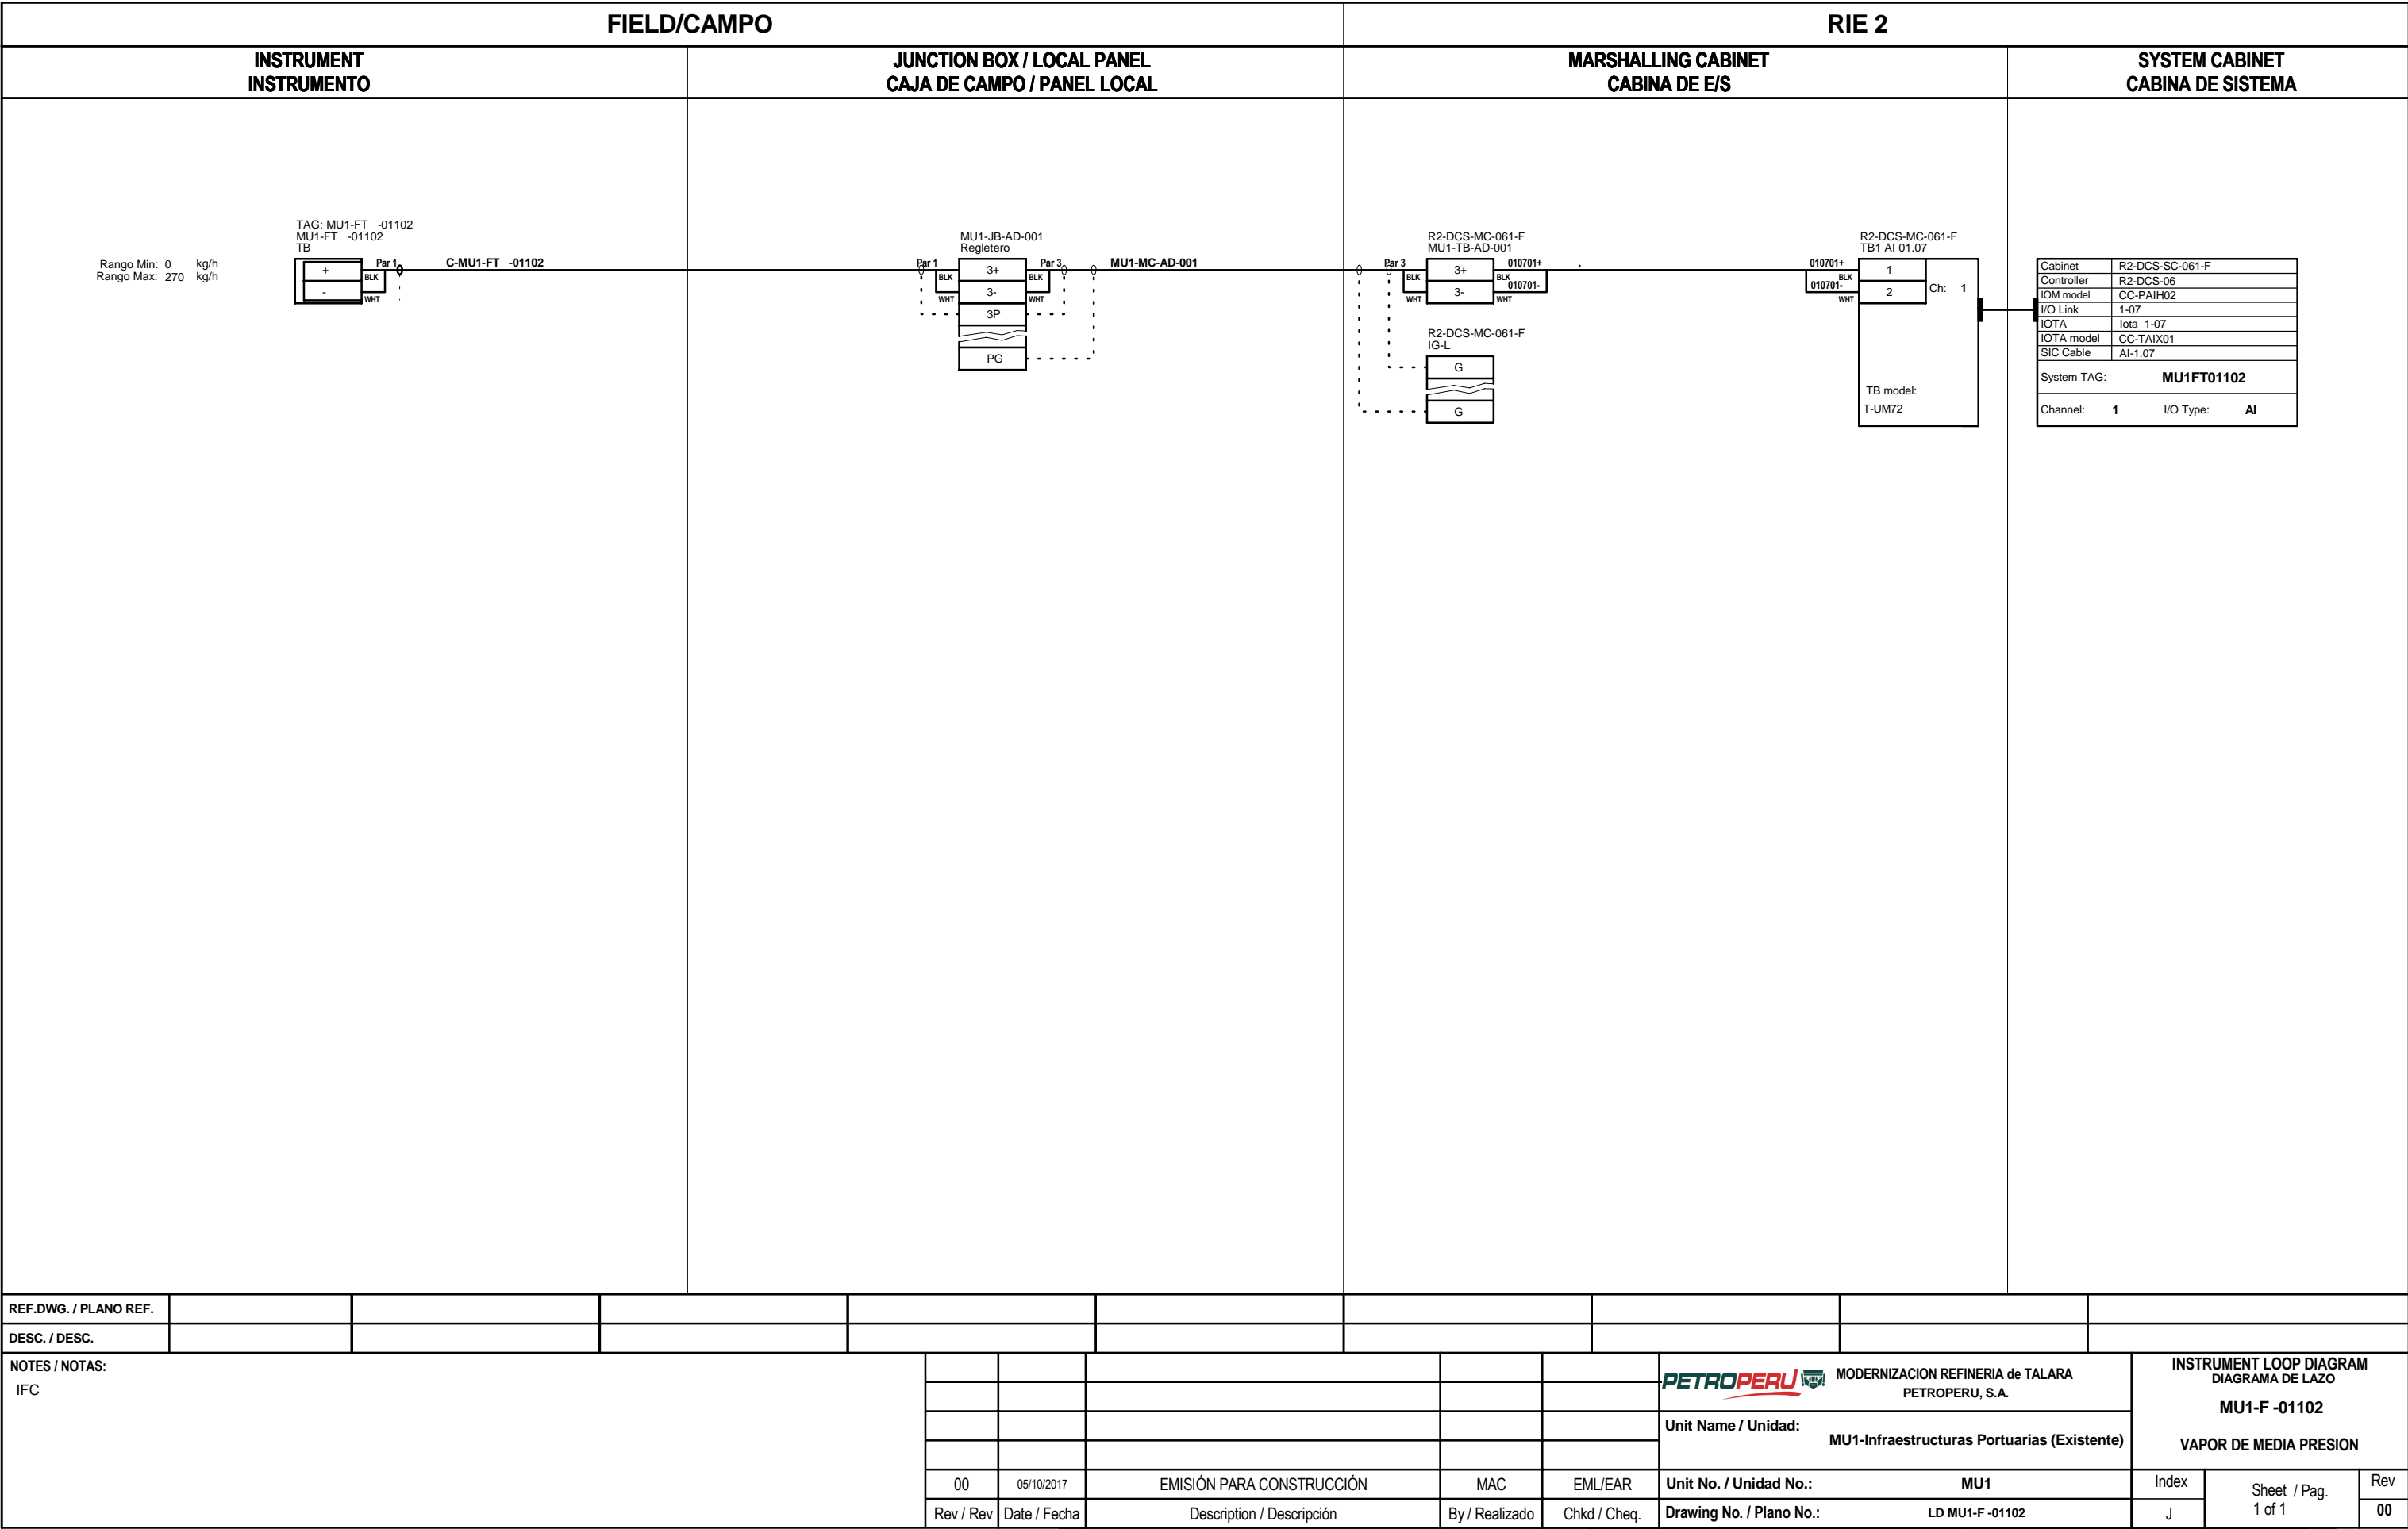 FIELD/CAMPO
RIE 2
INSTRUMENT
INSTRUMENTO
JUNCTION BOX / LOCAL PANEL
CAJA DE CAMPO / PANEL LOCAL
MARSHALLING CABINET
CABINA DE E/S
SYSTEM CABINET
CABINA DE SISTEMA
Rango Min: 0 kg/h
Rango Max: 270 kg/h
TAG: MU1-FT -01102
MU1-FT -01102
TB
+
-
Par 1
BLK
WHT
C-MU1-FT -01102
MU1-JB-AD-001
Regletero
Par 1
BLK
WHT
3+
3-
3P
PG
Par 3
BLK
WHT
MU1-MC-AD-001
R2-DCS-MC-061-F
MU1-TB-AD-001
Par 3
BLK
WHT
3+
3-
010701+
BLK
010701-
WHT
.
R2-DCS-MC-061-F
IG-L
G
G
R2-DCS-MC-061-F
TB1 AI 01.07
010701+
BLK
010701-
WHT
1
2
Ch: 1
TB model:
T-UM72
Cabinet R2-DCS-SC-061-F
Controller R2-DCS-06
IOM model CC-PAIH02
I/O Link 1-07
IOTA Iota 1-07
IOTA model CC-TAIX01
SIC Cable AI-1.07
System TAG: MU1FT01102
Channel: 1 I/O Type: AI
REF.DWG. / PLANO REF.
DESC. / DESC.
NOTES / NOTAS:
IFC
00 05/10/2017 EMISIÓN PARA CONSTRUCCIÓN MAC EML/EAR
Rev / Rev Date / Fecha Description / Descripción By / Realizado Chkd / Cheq.
PETROPERU
MODERNIZACION REFINERIA de TALARA
PETROPERU, S.A.
Unit Name / Unidad:
MU1-Infraestructuras Portuarias (Existente)
Unit No. / Unidad No.: MU1
Drawing No. / Plano No.: LD MU1-F -01102
INSTRUMENT LOOP DIAGRAM
DIAGRAMA DE LAZO
MU1-F -01102
VAPOR DE MEDIA PRESION
Index
J
Sheet / Pag.
1 of 1
Rev
00